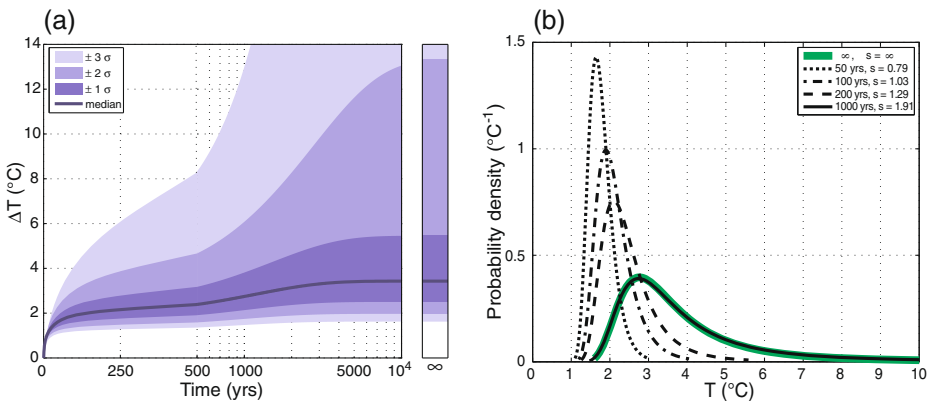 (a)
14
12
10
8
6
4
2
0
ΔT (°C)
± 3 σ
± 2 σ
± 1 σ
median
0 250 500 1000 5000 10⁴ ∞
Time (yrs)
(b)
1.5
1
0.5
0
Probability density (°C⁻¹)
∞, s = ∞
50 yrs, s = 0.79
100 yrs, s = 1.03
200 yrs, s = 1.29
1000 yrs, s = 1.91
0 1 2 3 4 5 6 7 8 9 10
T (°C)